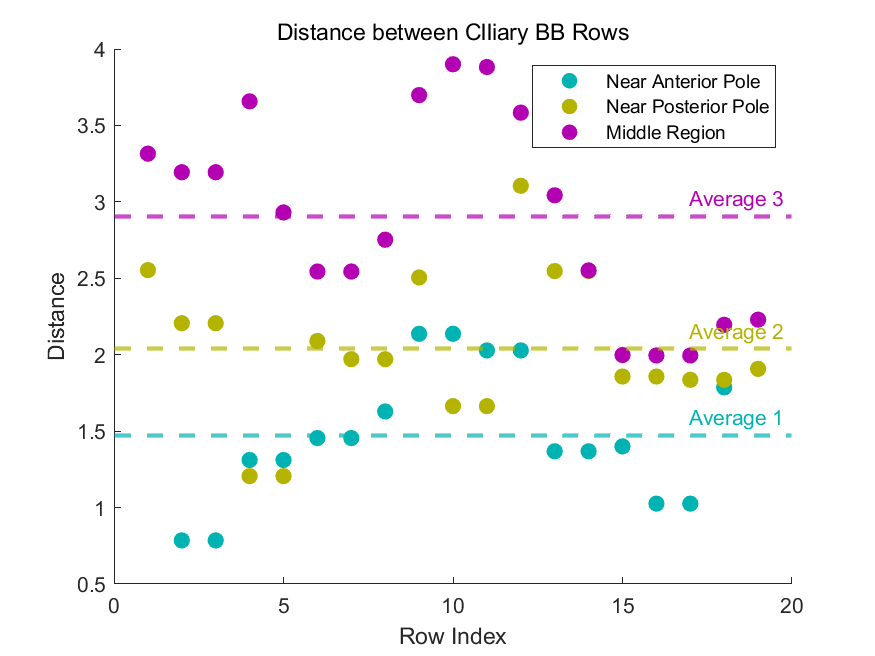 Distance between CIliary BB Rows
4
3.5
3
2.5
2
1.5
1
0.5
Distance
Near Anterior Pole
Near Posterior Pole
Middle Region
Average 3
Average 2
Average 1
0
5
10
15
20
Row Index